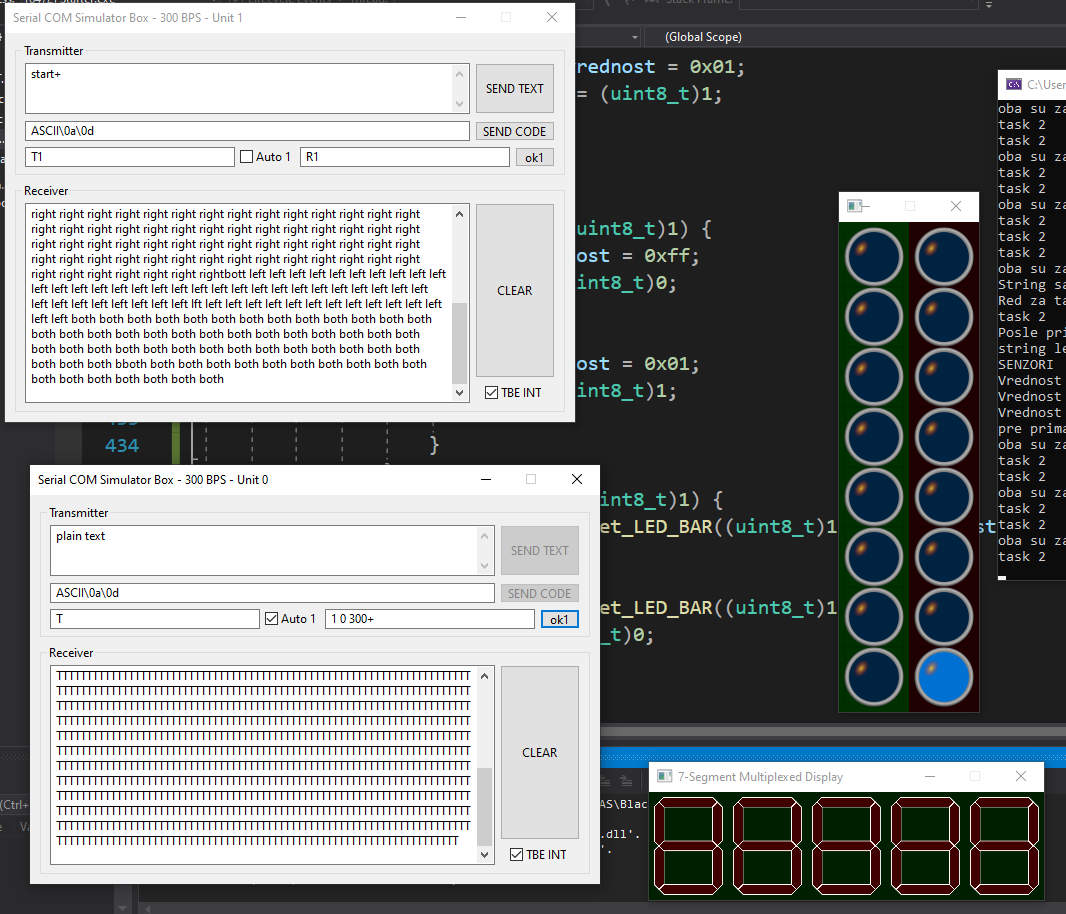 Stack Frame:
Serial COM Simulator Box - 300 BPS - Unit 1
Transmitter
start+
SEND TEXT
ASCII\0a\0d
SEND CODE
T1
Auto 1
R1
ok1
Receiver
right right right right right right right right right right right right right right
right right right right right right right right right right right right right right
right right right right right right right right right right right right right right
right right right right right right right right right right right right right right
right right right right right right rightbott left left left left left left left left left left
left left left left left left left left left left left left left left left left left left left left
left left left left left left left left lft left left left left left left left left left left left left
left left both both both both both both both both both both both both both
both both both both both both both both both both both both both both
both both both both both both both both both both both both both both
both both both bboth both both both both both both both both both both
both both both both both both both
CLEAR
TBE INT
(Global Scope)
rednost = 0x01;
= (uint8_t)1;
uint8_t)1) {
ost = 0xff;
int8_t)0;
ost = 0x01;
int8_t)1;
434
}
int8_t)1) {
et_LED_BAR((uint8_t)1
st
et_LED_BAR((uint8_t)1
_t)0;
C:\User
oba su za
task 2
task 2
oba su za
task 2
task 2
oba su za
task 2
task 2
task 2
oba su za
String sa
Red za ta
task 2
Posle pri
string le
SENZORI
Vrednost
Vrednost
Vrednost
pre prima
oba su za
task 2
task 2
oba su za
task 2
task 2
oba su za
task 2
Serial COM Simulator Box - 300 BPS - Unit 0
Transmitter
plain text
SEND TEXT
ASCII\0a\0d
SEND CODE
T
Auto 1
1 0 300+
ok1
Receiver
CLEAR
TBE INT
7-Segment Multiplexed Display
(Ctrl+
AS\Blac
.dll'.
'.